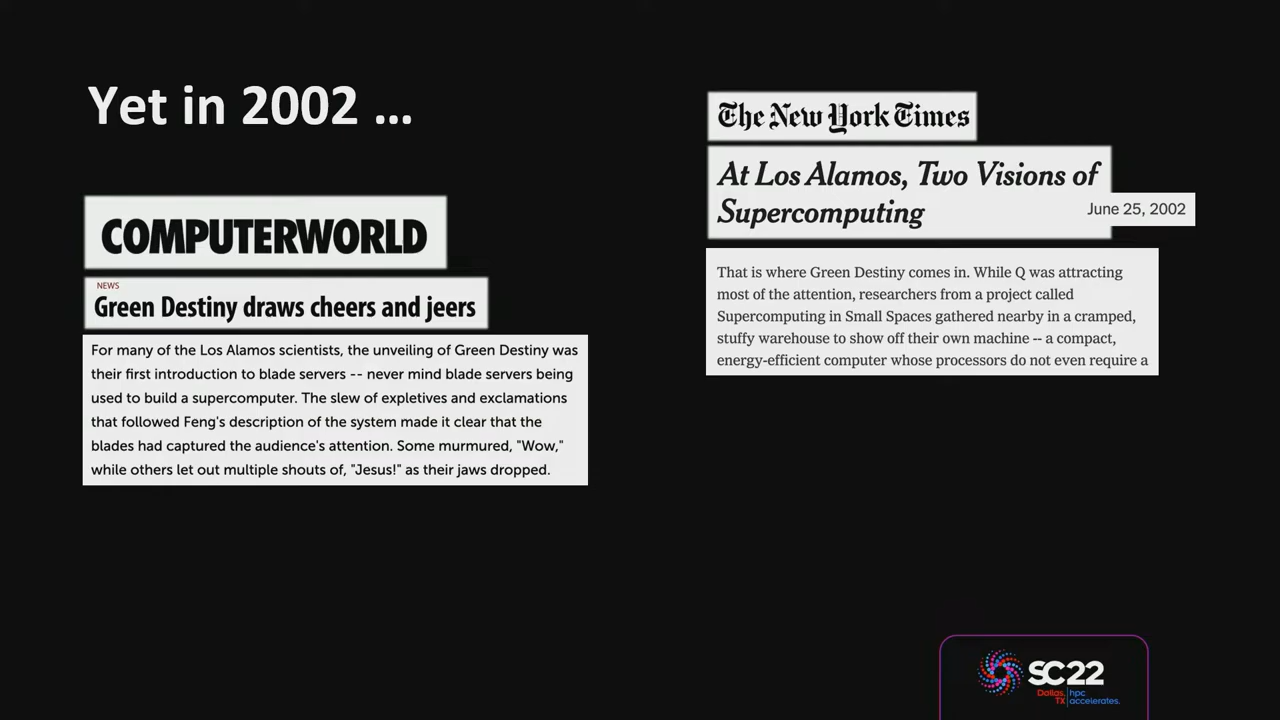 Yet in 2002 ...
COMPUTERWORLD
NEWS
Green Destiny draws cheers and jeers
For many of the Los Alamos scientists, the unveiling of Green Destiny was
their first introduction to blade servers -- never mind blade servers being
used to build a supercomputer. The slew of expletives and exclamations
that followed Feng's description of the system made it clear that the
blades had captured the audience's attention. Some murmured, "Wow,"
while others let out multiple shouts of, "Jesus!" as their jaws dropped.
The New York Times
At Los Alamos, Two Visions of
Supercomputing
June 25, 2002
That is where Green Destiny comes in. While Q was attracting
most of the attention, researchers from a project called
Supercomputing in Small Spaces gathered nearby in a cramped,
stuffy warehouse to show off their own machine -- a compact,
energy-efficient computer whose processors do not even require a
SC22
Dallas, TX
hpc
accelerates.